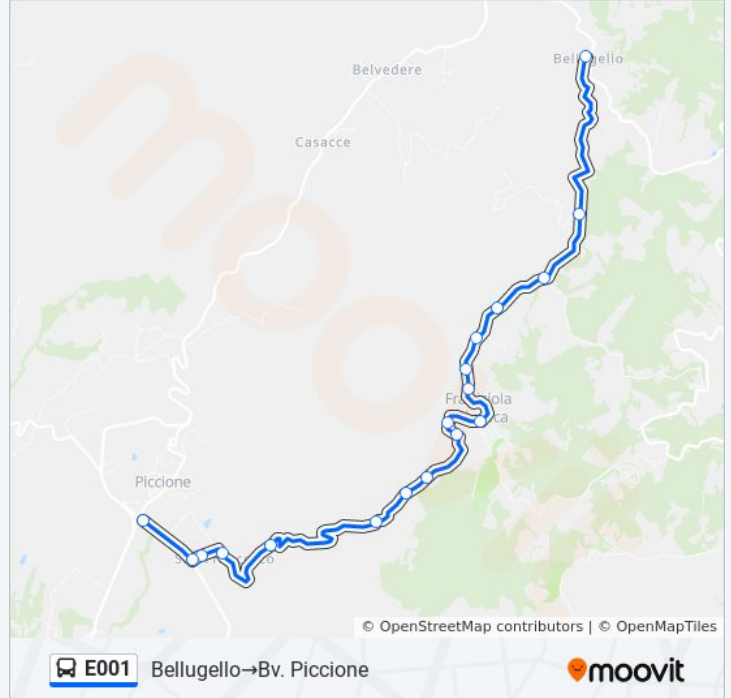 Bellugello
Belvedere
Casacce
Piccione
© OpenStreetMap contributors | © OpenMapTiles
E001 Bellugello→Bv. Piccione
moovit